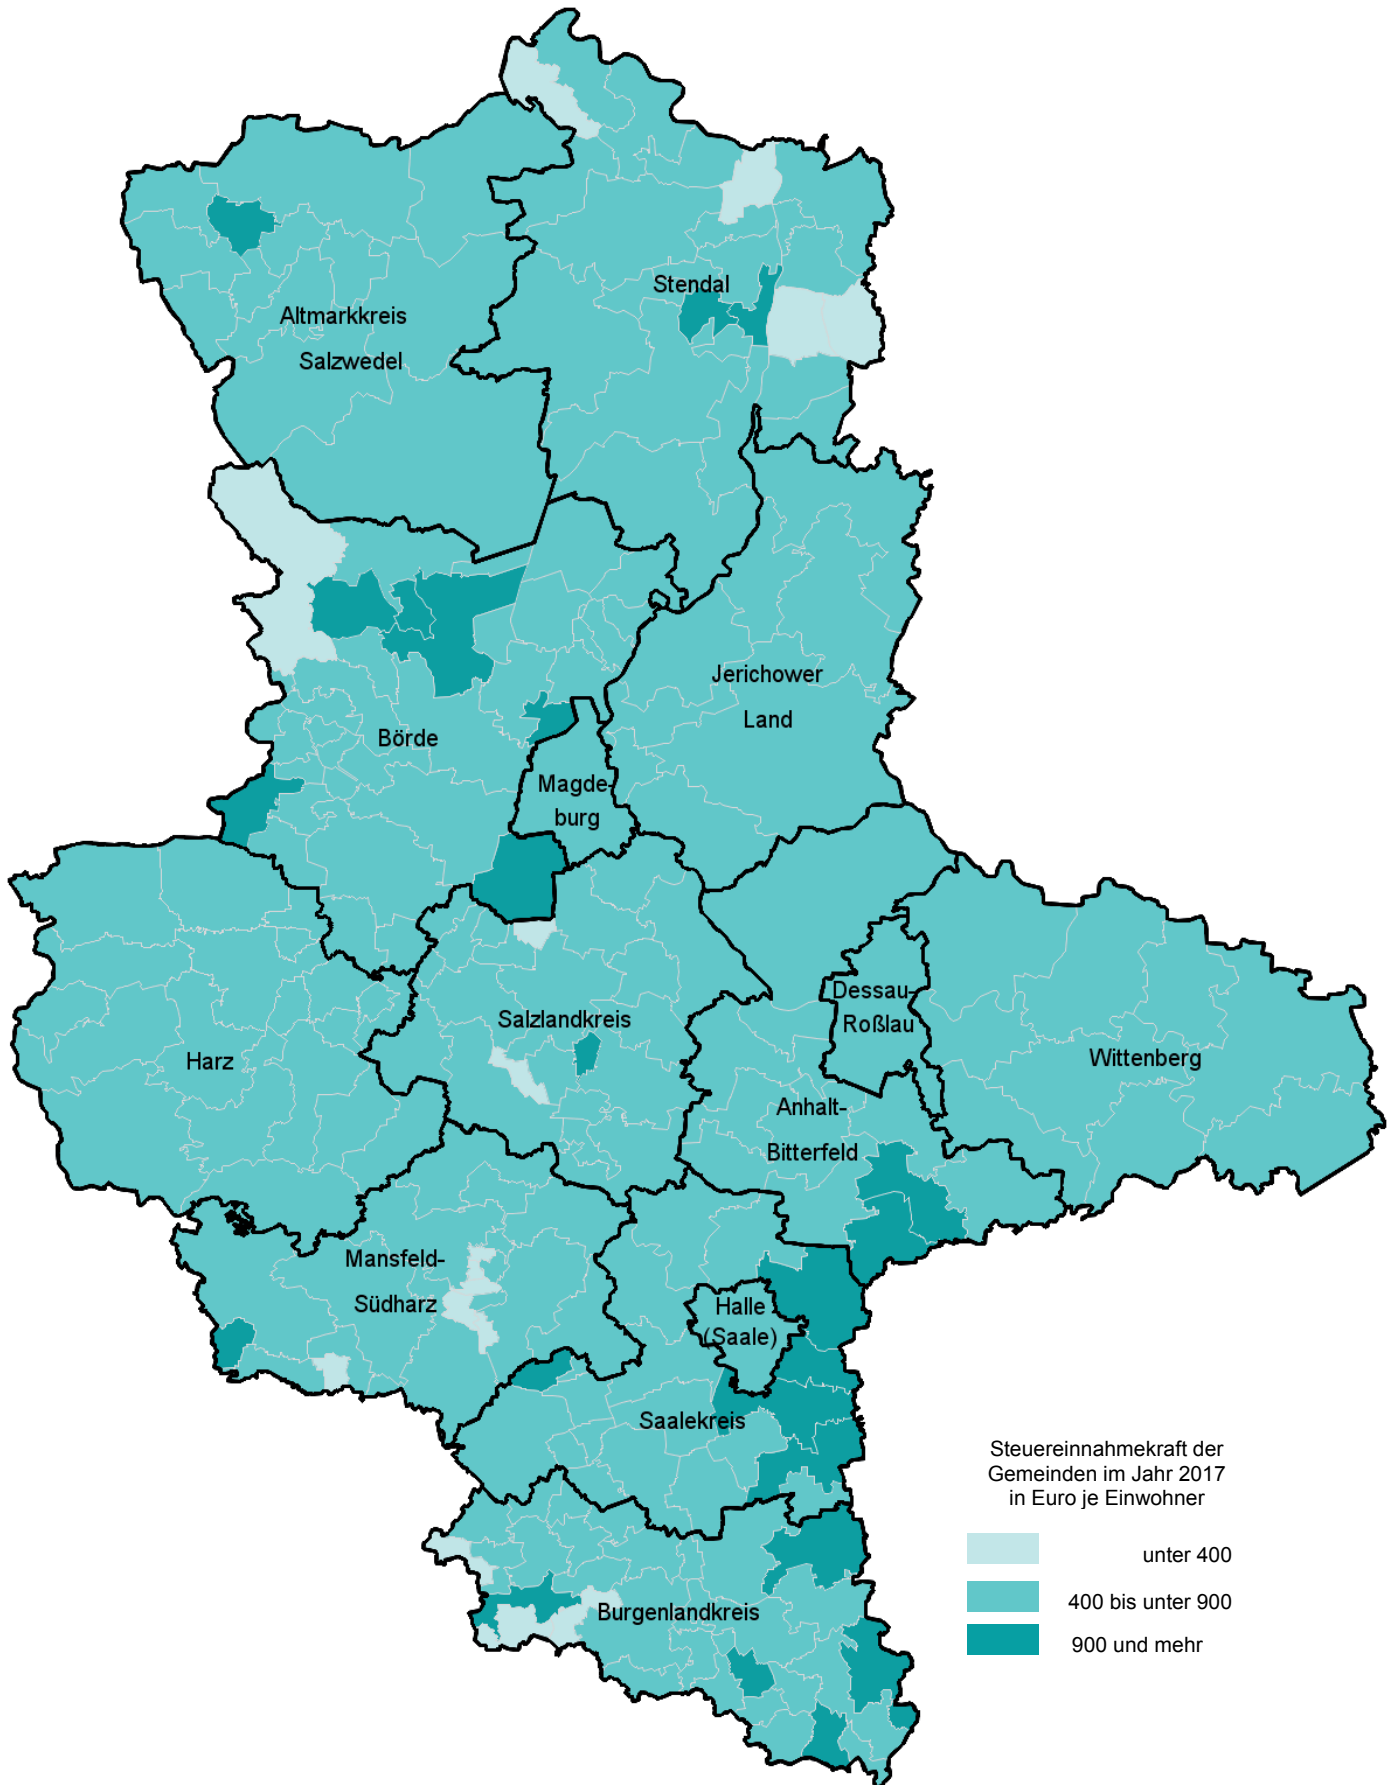 Stendal
Altmarkkreis
Salzwedel
Jerichower
Land
Börde
Magde-
burg
Dessau-
Roßlau
Salzlandkreis
Wittenberg
Harz
Anhalt-
Bitterfeld
Mansfeld-
Südharz
Halle
(Saale)
Saalekreis
Burgenlandkreis
Steuereinnahmekraft der
Gemeinden im Jahr 2017
in Euro je Einwohner
unter 400
400 bis unter 900
900 und mehr